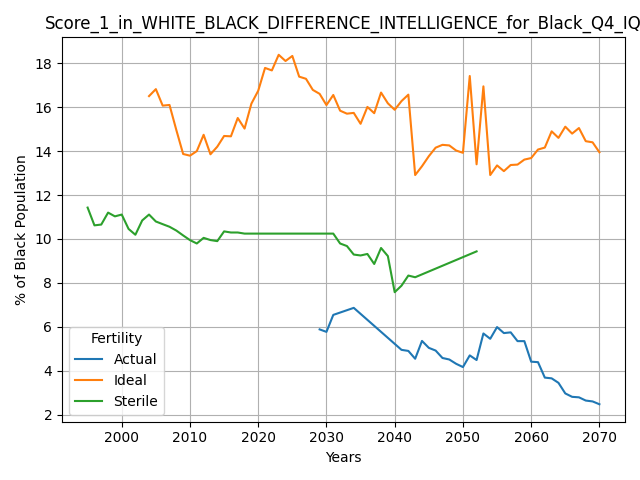 Score_1_in_WHITE_BLACK_DIFFERENCE_INTELLIGENCE_for_Black_Q4_IQ
% of Black Population
18
16
14
12
10
8
6
4
2
Fertility
Actual
Ideal
Sterile
2000 2010 2020 2030 2040 2050 2060 2070
Years